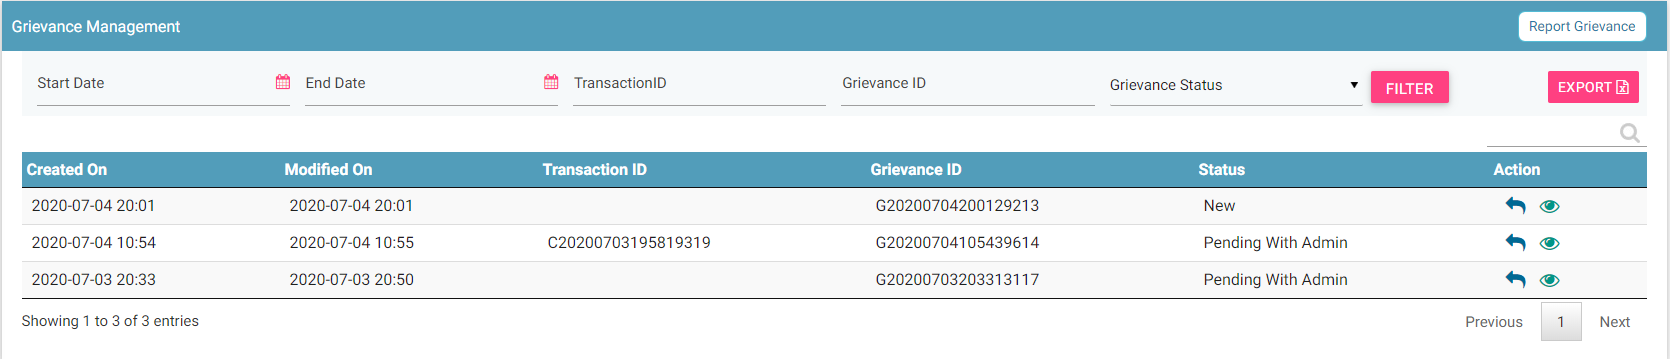 Grievance Management Report Grievance
Start Date End Date TransactionID Grievance ID Grievance Status FILTER EXPORT
Created On Modified On Transaction ID Grievance ID Status Action
2020-07-04 20:01 2020-07-04 20:01 G20200704200129213 New
2020-07-04 10:54 2020-07-04 10:55 C20200703195819319 G20200704105439614 Pending With Admin
2020-07-03 20:33 2020-07-03 20:50 G20200703203313117 Pending With Admin
Showing 1 to 3 of 3 entries Previous 1 Next